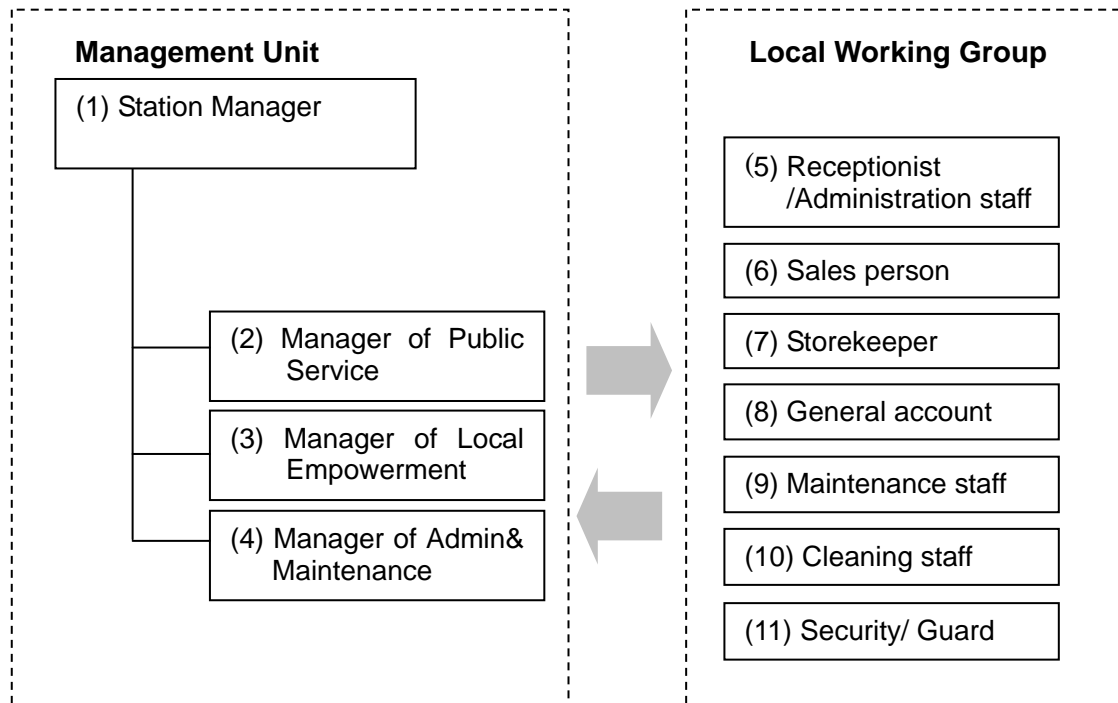 Management Unit
(1) Station Manager
(2) Manager of Public
Service
(3) Manager of Local
Empowerment
(4) Manager of Admin&
Maintenance
Local Working Group
(5) Receptionist
/Administration staff
(6) Sales person
(7) Storekeeper
(8) General account
(9) Maintenance staff
(10) Cleaning staff
(11) Security/ Guard